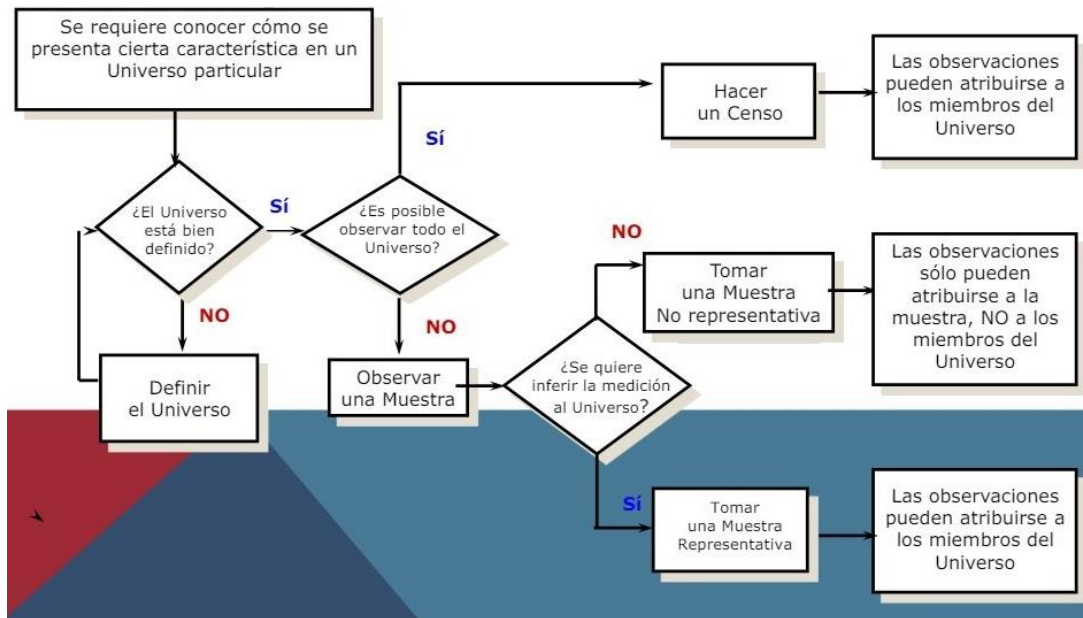 Se requiere conocer cómo se
presenta cierta característica en un
Universo particular
¿El Universo
está bien
definido?
Sí
NO
Definir
el Universo
¿Es posible
observar todo el
Universo?
Sí
Hacer
un Censo
Las observaciones
pueden atribuirse a
los miembros del
Universo
NO
Observar
una Muestra
¿Se quiere
inferir la medición
al Universo?
NO
Tomar
una Muestra
No representativa
Las observaciones
sólo pueden
atribuirse a la
muestra, NO a los
miembros del
Universo
Sí
Tomar
una Muestra
Representativa
Las observaciones
pueden atribuirse a
los miembros del
Universo